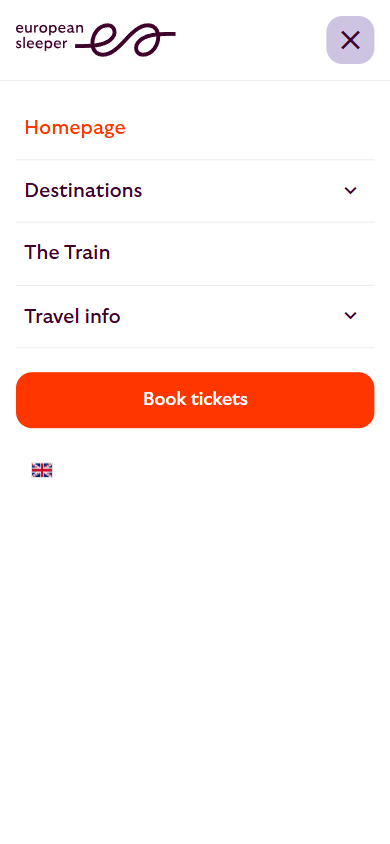 european
sleeper
Homepage
Destinations
The Train
Travel info
Book tickets